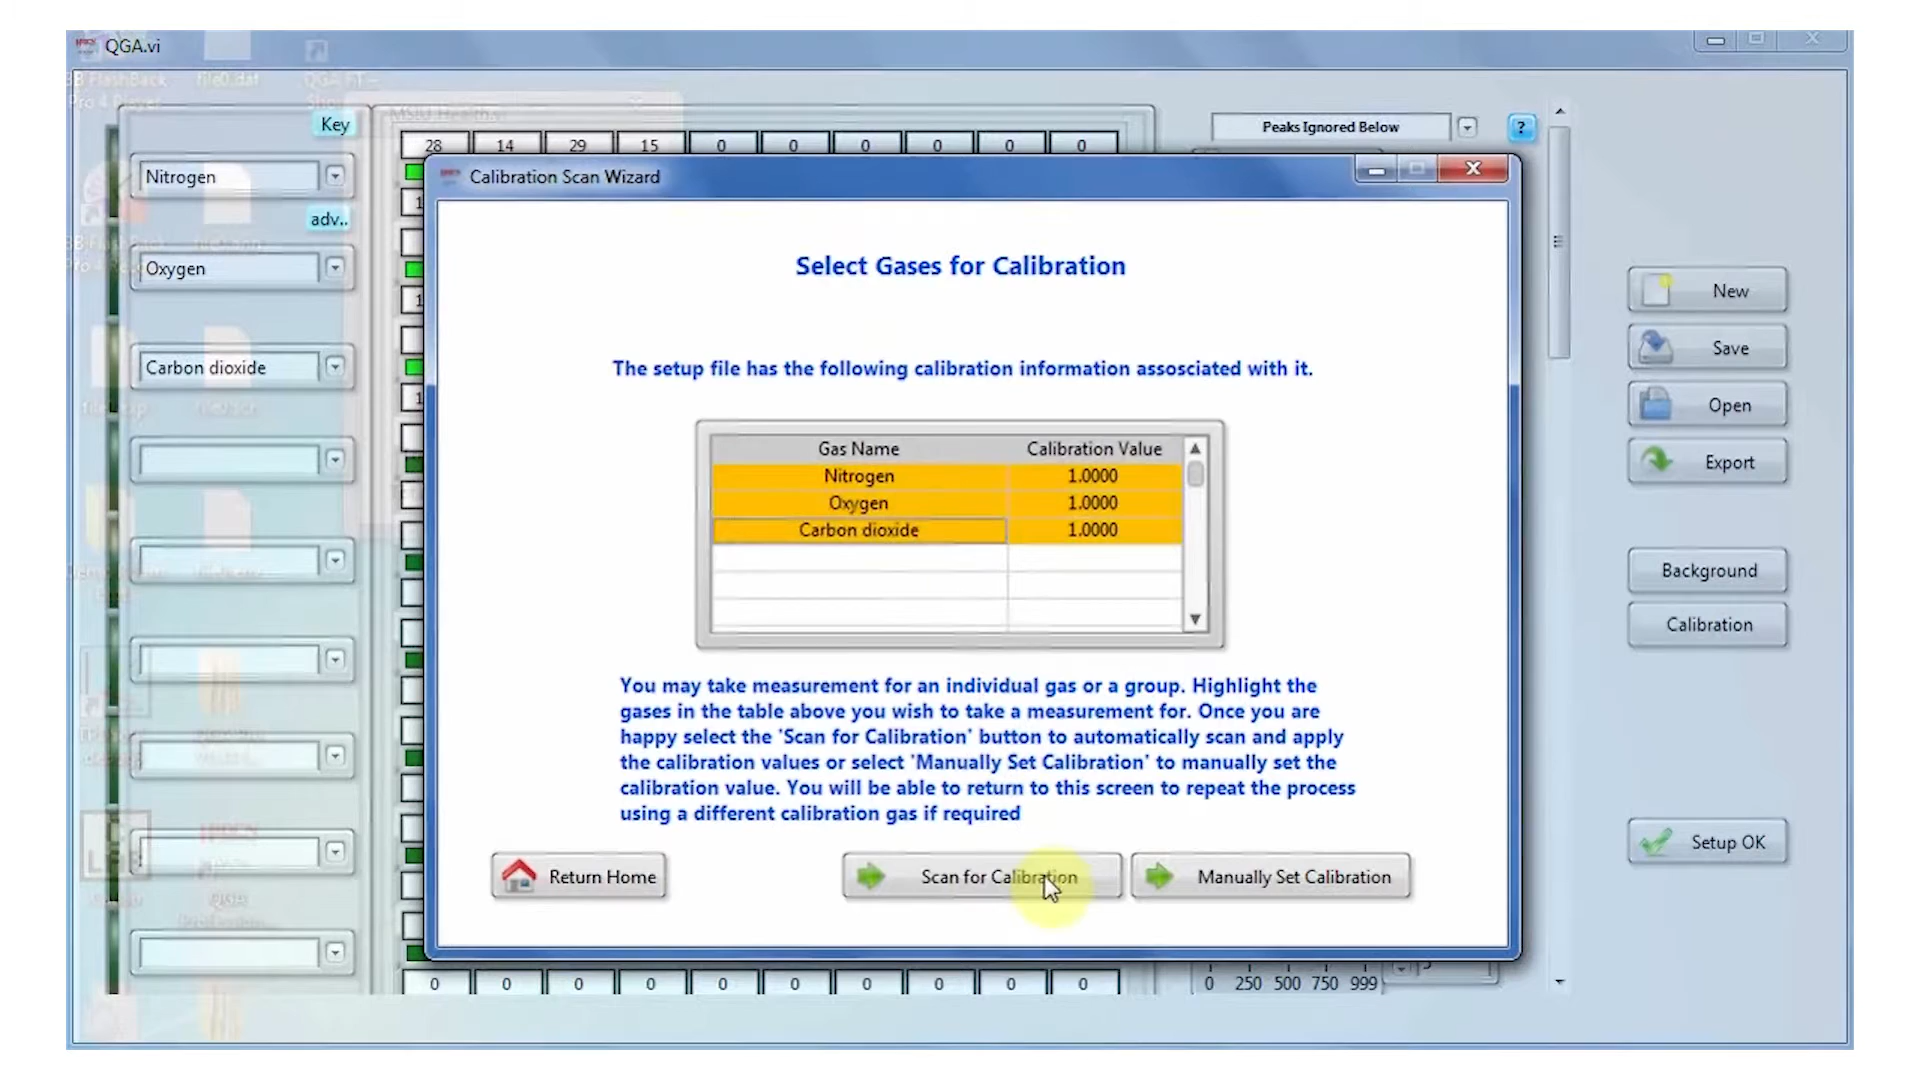 QGA.vi
Key
Nitrogen
adv..
Oxygen
Carbon dioxide
28 14 29 15 0 0 0 0 0 0
Peaks Ignored Below
?
Calibration Scan Wizard
Select Gases for Calibration
The setup file has the following calibration information assosciated with it.
Gas Name Calibration Value
Nitrogen 1.0000
Oxygen 1.0000
Carbon dioxide 1.0000
You may take measurement for an individual gas or a group. Highlight the
gases in the table above you wish to take a measurement for. Once you are
happy select the 'Scan for Calibration' button to automatically scan and apply
the calibration values or select 'Manually Set Calibration' to manually set the
calibration value. You will be able to return to this screen to repeat the process
using a different calibration gas if required
Return Home
Scan for Calibration
Manually Set Calibration
0 0 0 0 0 0 0 0 0 0
0 250 500 750 999
New
Save
Open
Export
Background
Calibration
Setup OK